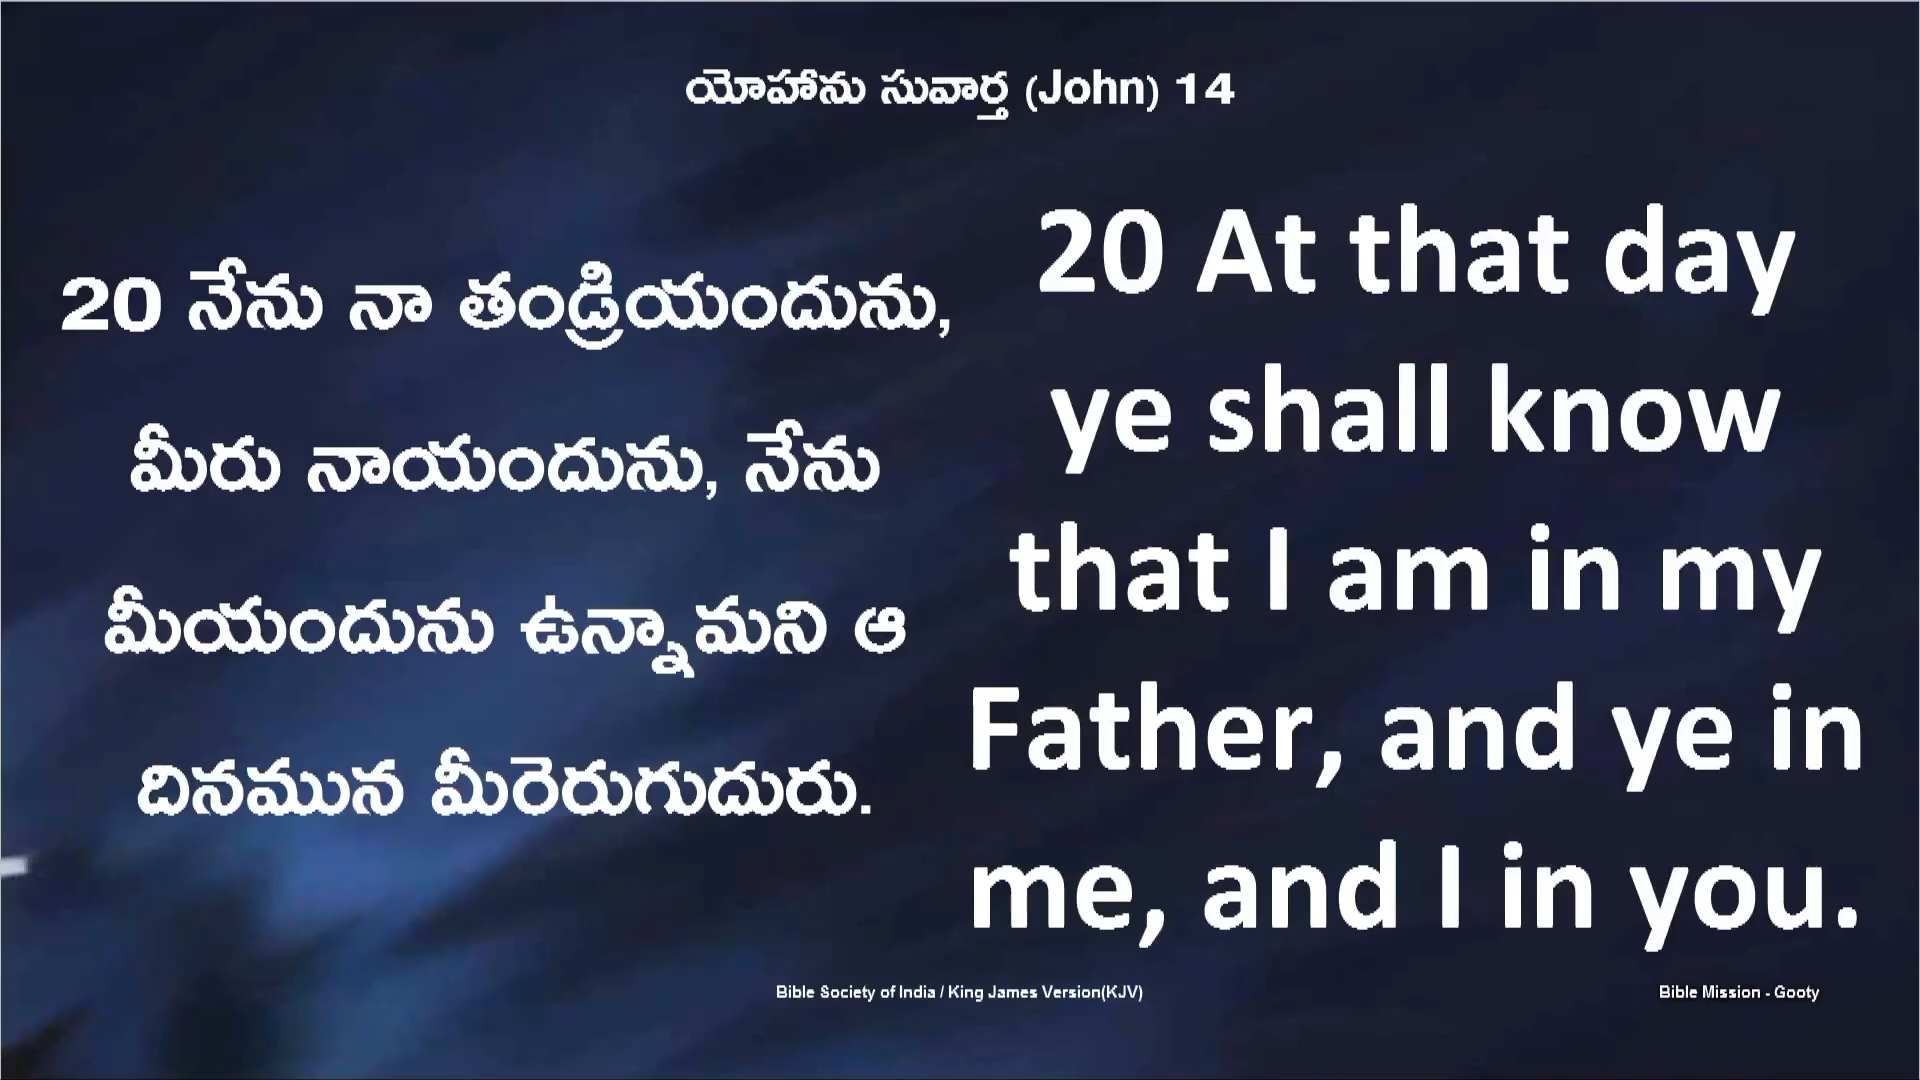 యోహాను సువార్త (John) 14
20 నేను నా తండ్రియందును,
మీరు నాయందును, నేను
మీయందును ఉన్నామని ఆ
దినమున మీరెరుగుదురు.
20 At that day
ye shall know
that I am in my
Father, and ye in
me, and I in you.
Bible Society of India / King James Version(KJV)
Bible Mission - Gooty